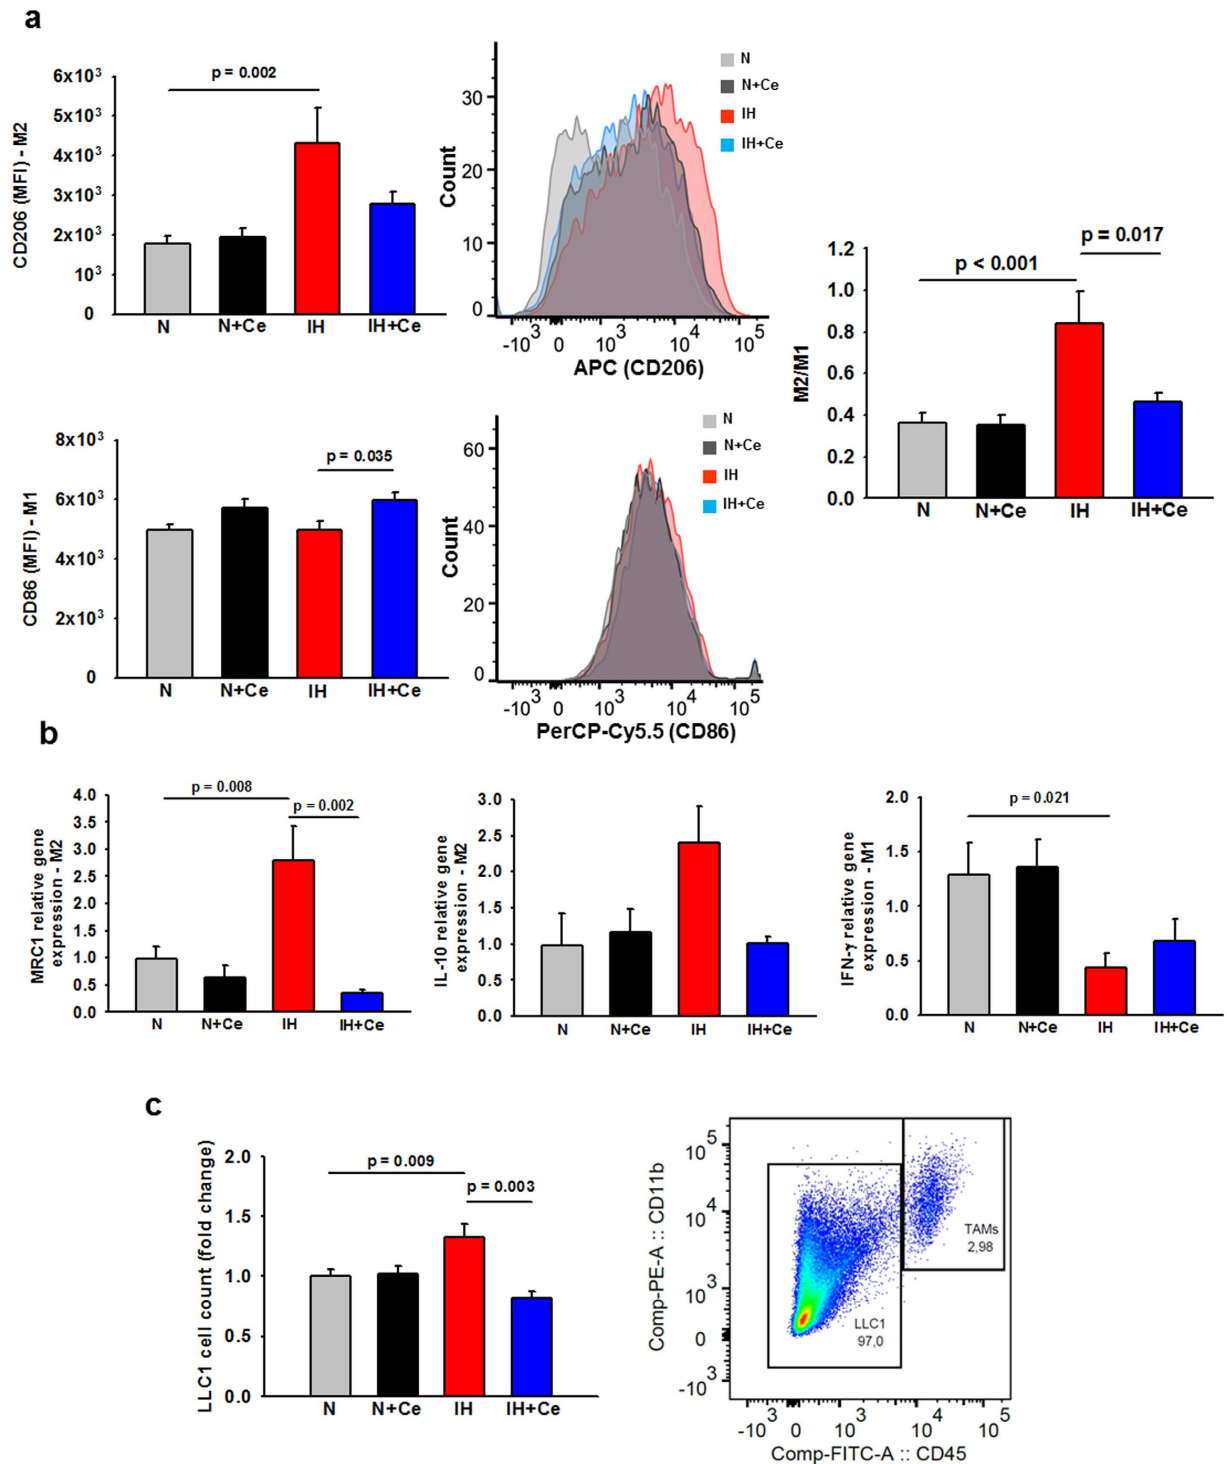 a
p = 0.002
6x10³
5x10³
4x10³
3x10³
2x10³
10³
0
CD206 (MFI) - M2
N
N+Ce
IH
IH+Ce
N
N+Ce
IH
IH+Ce
30
20
10
0
Count
-10³ 0 10³ 10⁴ 10⁵
APC (CD206)
p < 0.001
p = 0.017
1.2
1.0
0.8
0.6
0.4
0.2
0.0
M2/M1
N
N+Ce
IH
IH+Ce
p = 0.035
8x10³
6x10³
4x10³
2x10³
0
CD86 (MFI) - M1
N
N+Ce
IH
IH+Ce
N
N+Ce
IH
IH+Ce
60
40
20
0
Count
-10³ 0 10³ 10⁴ 10⁵
PerCP-Cy5.5 (CD86)
b
p = 0.008
p = 0.002
4.0
3.5
3.0
2.5
2.0
1.5
1.0
0.5
0.0
MRC1 relative gene
expression - M2
N
N+Ce
IH
IH+Ce
3.0
2.5
2.0
1.5
1.0
0.5
0.0
IL-10 relative gene
expression - M2
N
N+Ce
IH
IH+Ce
p = 0.021
2.0
1.5
1.0
0.5
0.0
IFN-γ relative gene
expression - M1
N
N+Ce
IH
IH+Ce
c
p = 0.009
p = 0.003
2.0
1.5
1.0
0.5
0.0
LLC1 cell count (fold change)
N
N+Ce
IH
IH+Ce
10⁵
10⁴
10³
0
-10³
Comp-PE-A :: CD11b
TAMs
2,98
LLC1
97,0
-10³ 0 10³ 10⁴ 10⁵
Comp-FITC-A :: CD45